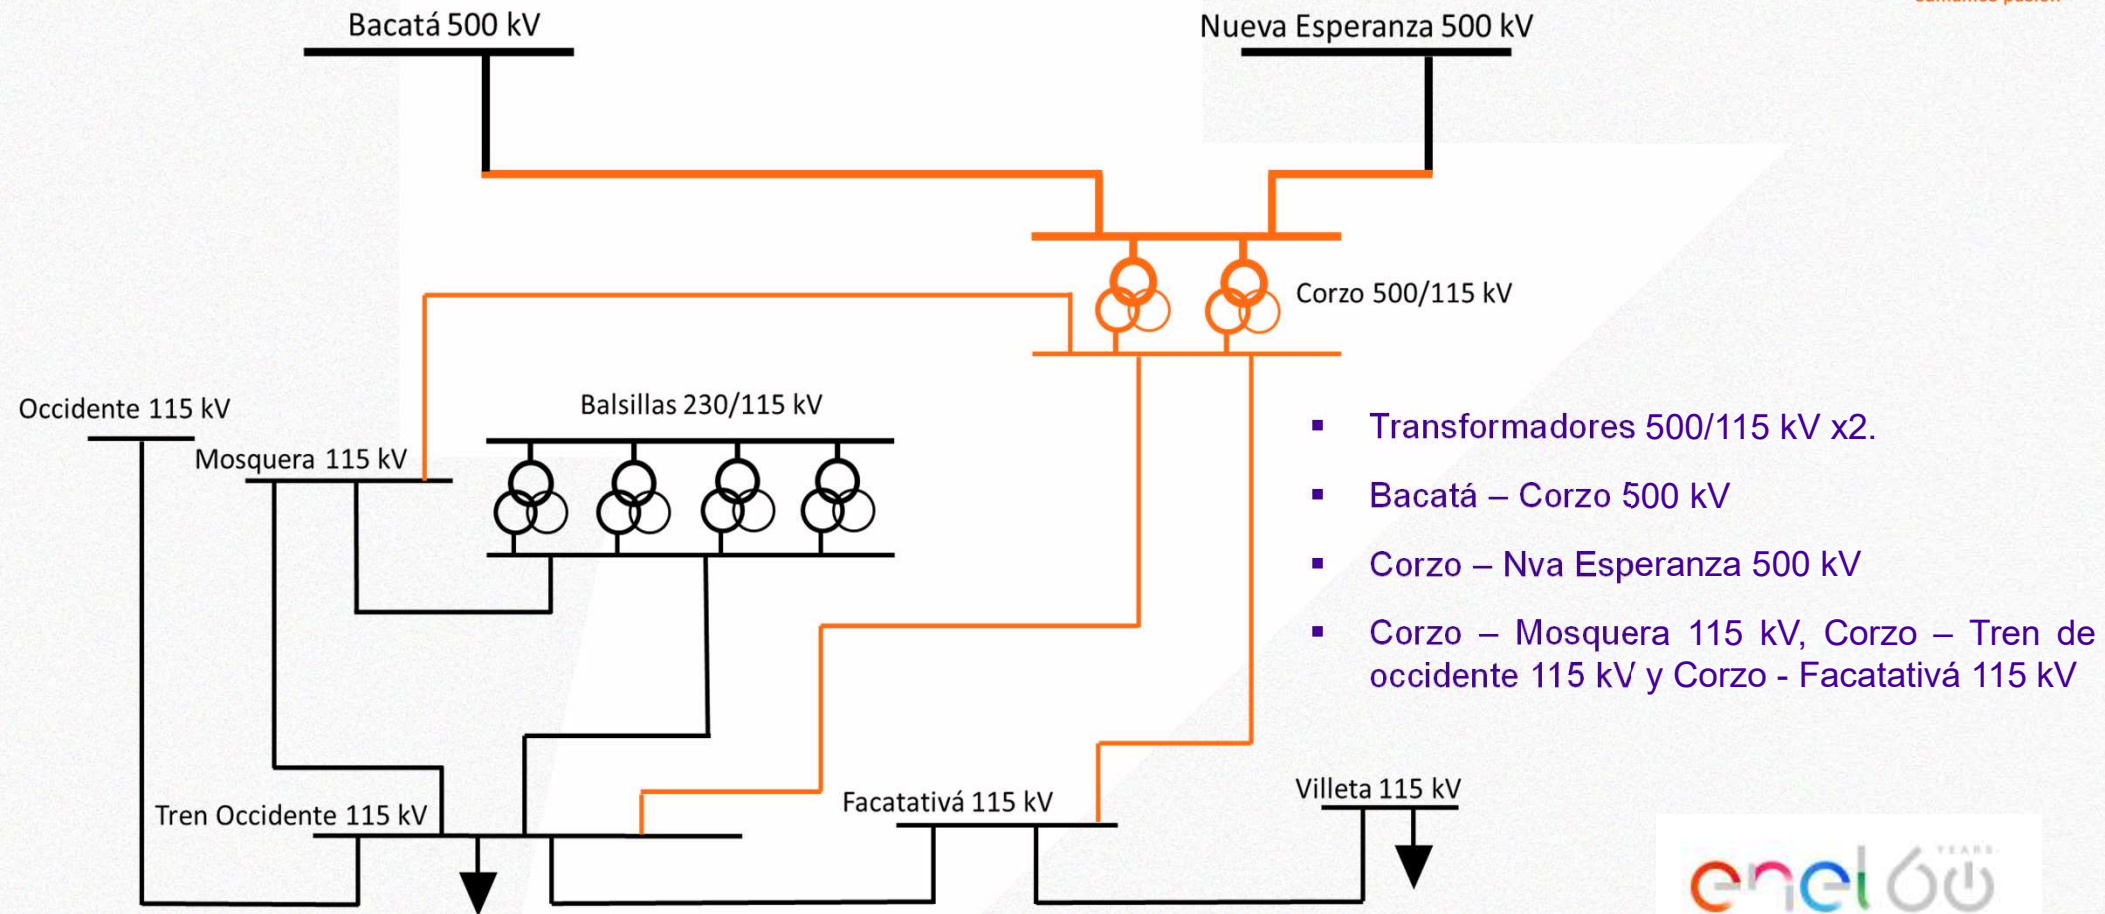 Bacatá 500 kV
Nueva Esperanza 500 kV
Corzo 500/115 kV
Occidente 115 kV
Balsillas 230/115 kV
Mosquera 115 kV
▪ Transformadores 500/115 kV x2.
▪ Bacatá – Corzo 500 kV
▪ Corzo – Nva Esperanza 500 kV
▪ Corzo – Mosquera 115 kV, Corzo – Tren de
occidente 115 kV y Corzo - Facatativá 115 kV
Tren Occidente 115 kV
Facatativá 115 kV
Villeta 115 kV
enel 60 YEARS